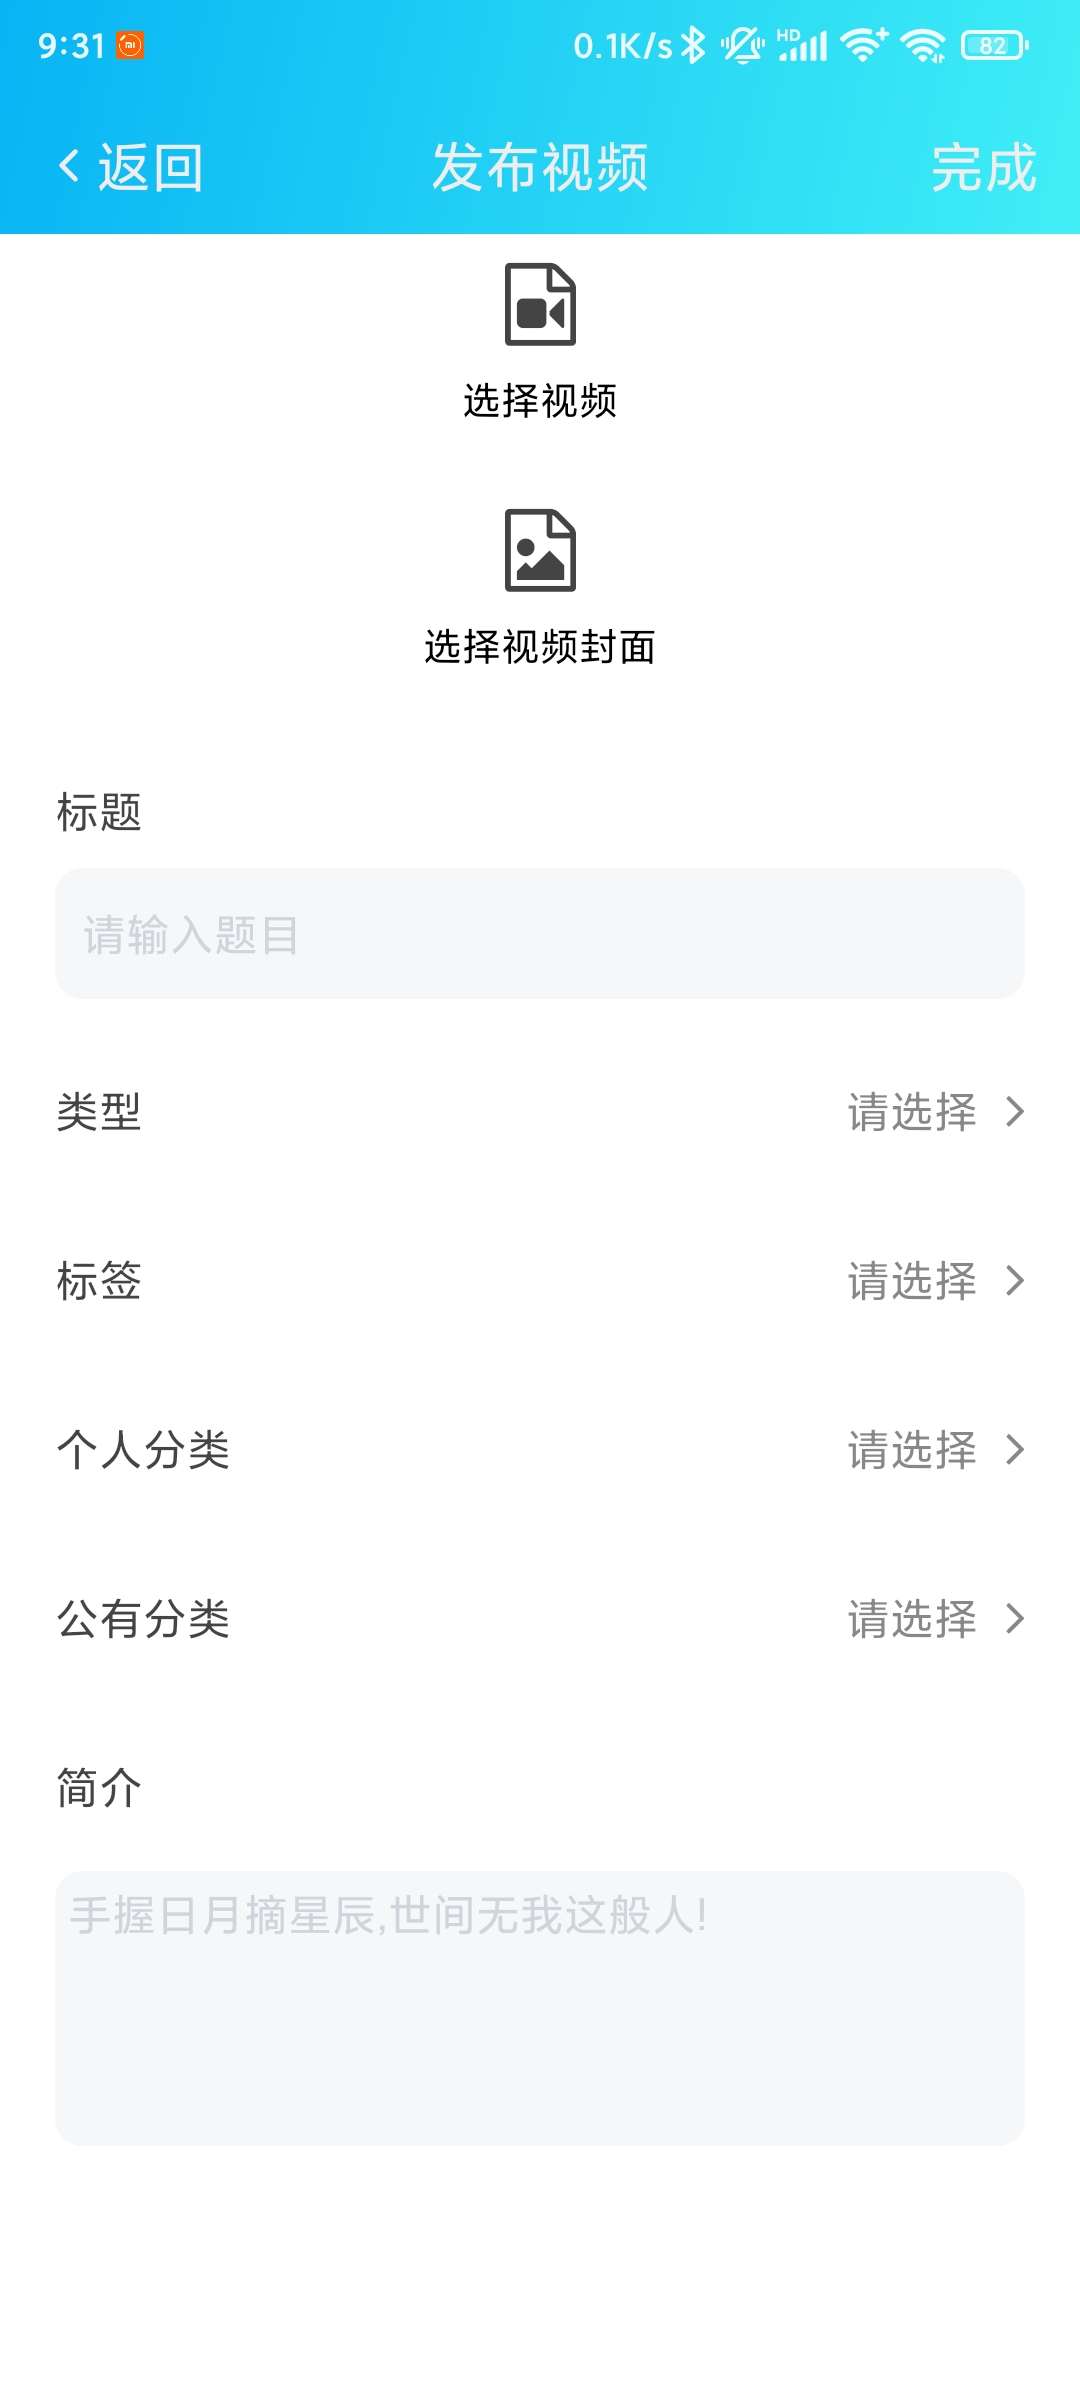 9:31 0.1K/s HD 82
返回 发布视频 完成
选择视频
选择视频封面
标题
请输入题目
类型 请选择
标签 请选择
个人分类 请选择
公有分类 请选择
简介
手握日月摘星辰,世间无我这般人!